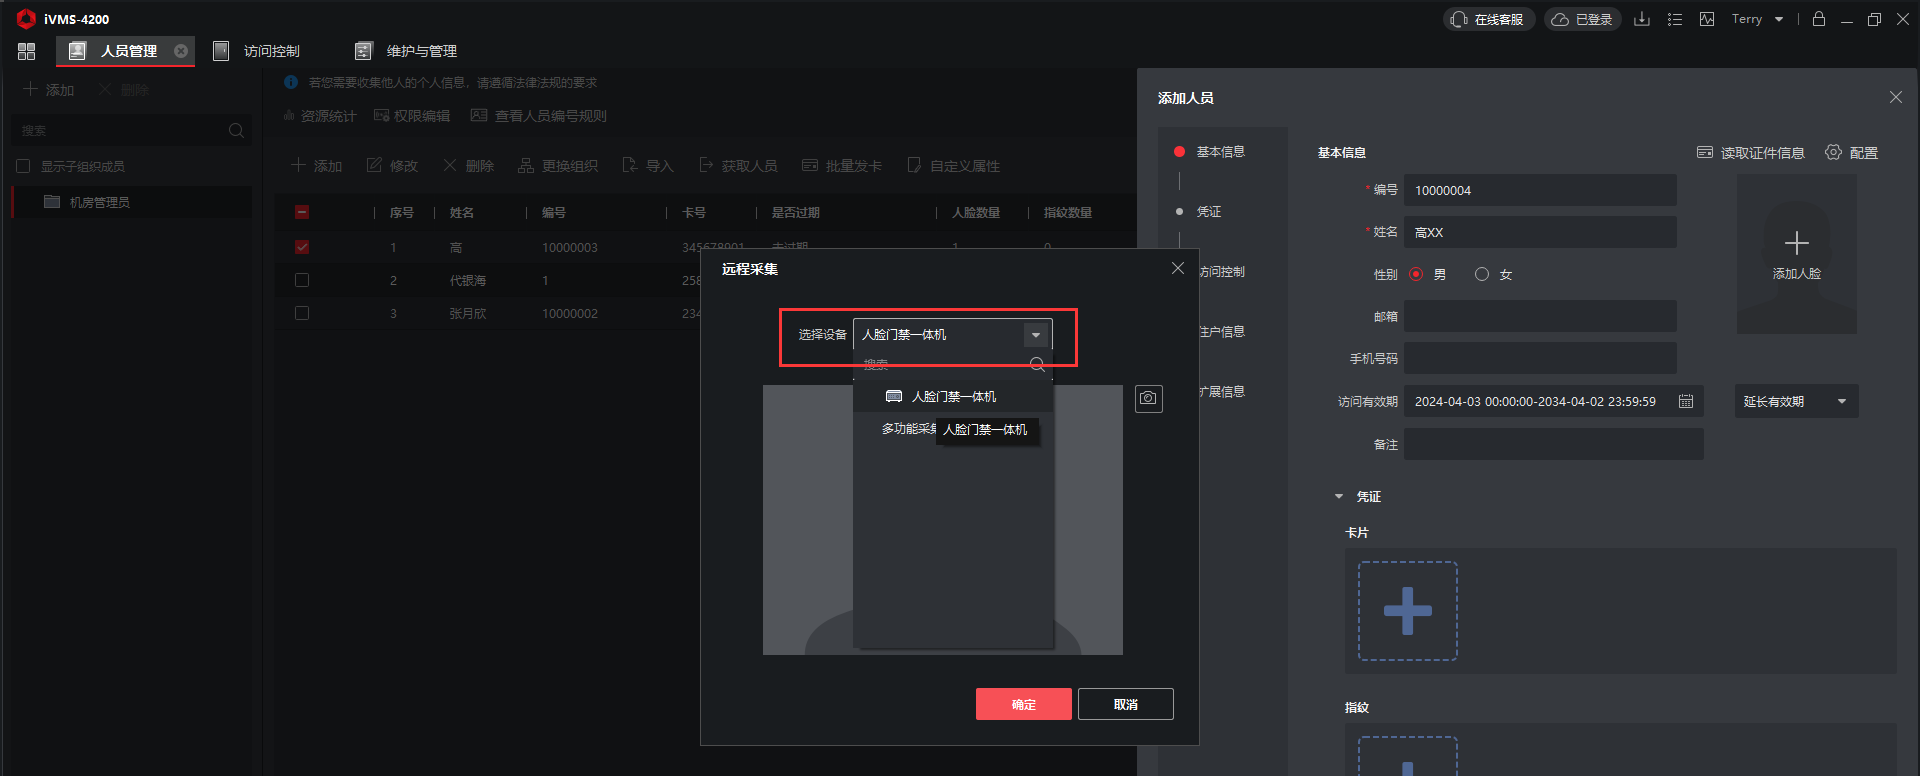 iVMS-4200
在线客服
已登录
Terry
人员管理
访问控制
维护与管理
添加
删除
若您需要收集他人的个人信息，请遵循法律法规的要求
资源统计
权限编辑
查看人员编号规则
搜索
显示子组织成员
机房管理员
添加
修改
删除
更换组织
导入
获取人员
批量发卡
自定义属性
序号
姓名
编号
卡号
是否过期
人脸数量
指纹数量
1
高
10000003
345678901
未过期
1
0
2
代银海
1
258
3
张月欣
10000002
234
远程采集
选择设备
人脸门禁一体机
搜索
人脸门禁一体机
多功能采集
人脸门禁一体机
确定
取消
添加人员
基本信息
凭证
访问控制
住户信息
扩展信息
基本信息
读取证件信息
配置
* 编号
10000004
* 姓名
高XX
性别
男
女
添加人脸
邮箱
手机号码
访问有效期
2024-04-03 00:00:00-2034-04-02 23:59:59
延长有效期
备注
凭证
卡片
指纹